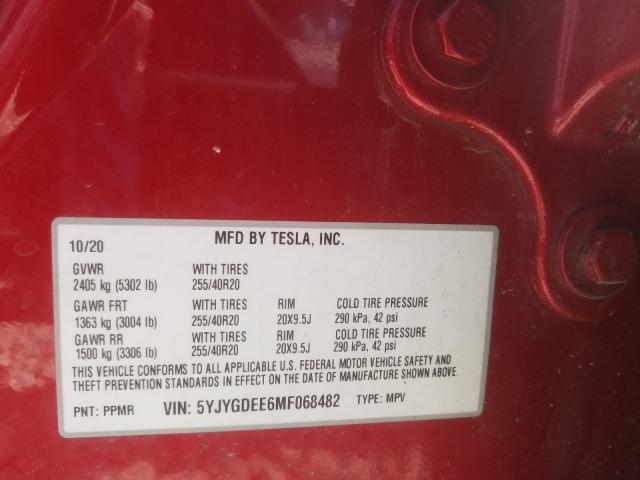 MFD BY TESLA, INC.
10/20
GVWR WITH TIRES
2405 kg (5302 lb) 255/40R20
GAWR FRT WITH TIRES RIM COLD TIRE PRESSURE
1363 kg (3004 lb) 255/40R20 20X9.5J 290 kPa, 42 psi
GAWR RR WITH TIRES RIM COLD TIRE PRESSURE
1500 kg (3306 lb) 255/40R20 20X9.5J 290 kPa, 42 psi
THIS VEHICLE CONFORMS TO ALL APPLICABLE U.S. FEDERAL MOTOR VEHICLE SAFETY AND
THEFT PREVENTION STANDARDS IN EFFECT ON THE DATE OF MANUFACTURE SHOWN ABOVE.
PNT: PPMR VIN: 5YJYGDEE6MF068482 TYPE: MPV